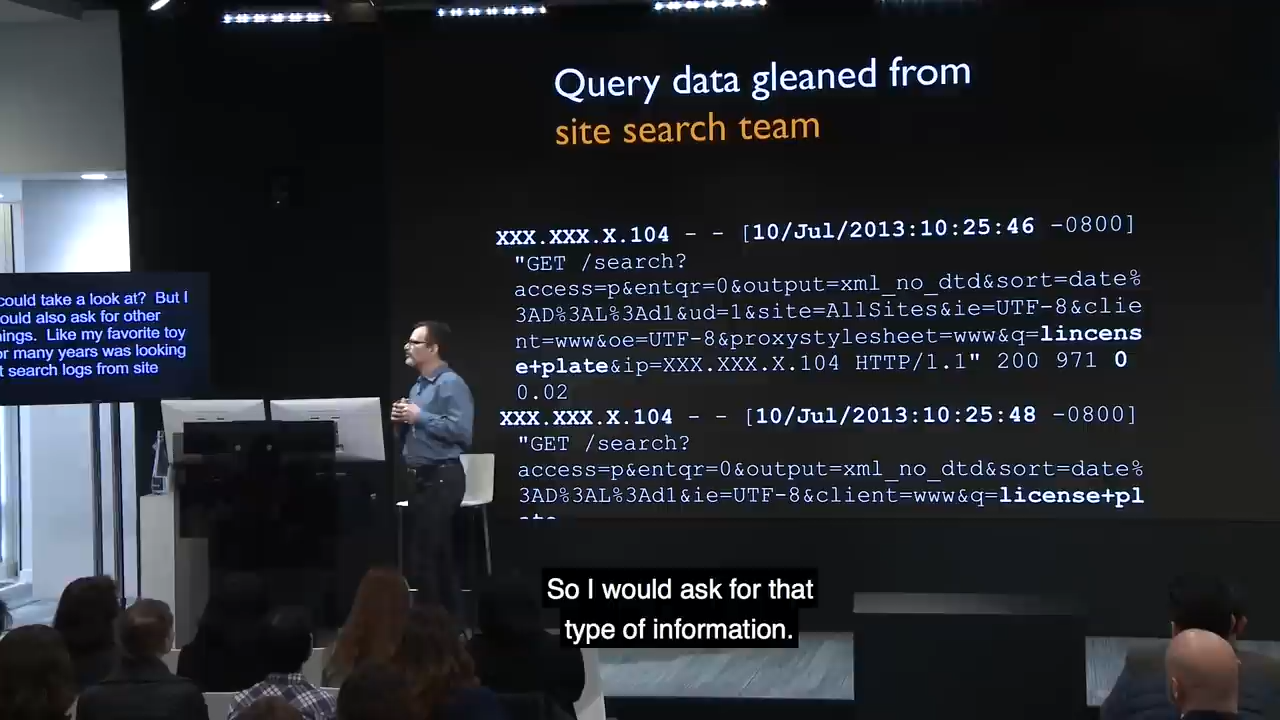 Query data gleaned from
site search team
XXX.XXX.X.104 - - [10/Jul/2013:10:25:46 -0800]
"GET /search?
access=p&entqr=0&output=xml_no_dtd&sort=date%
3AD%3AL%3Ad1&ud=1&site=AllSites&ie=UTF-8&clie
nt=www&oe=UTF-8&proxystylesheet=www&q=lincens
e+plate&ip=XXX.XXX.X.104 HTTP/1.1" 200 971 0
0.02
XXX.XXX.X.104 - - [10/Jul/2013:10:25:48 -0800]
"GET /search?
access=p&entqr=0&output=xml_no_dtd&sort=date%
3AD%3AL%3Ad1&ie=UTF-8&client=www&q=license+pl
could take a look at? But I
ould also ask for other
ings. Like my favorite toy
or many years was looking
t search logs from site
So I would ask for that
type of information.